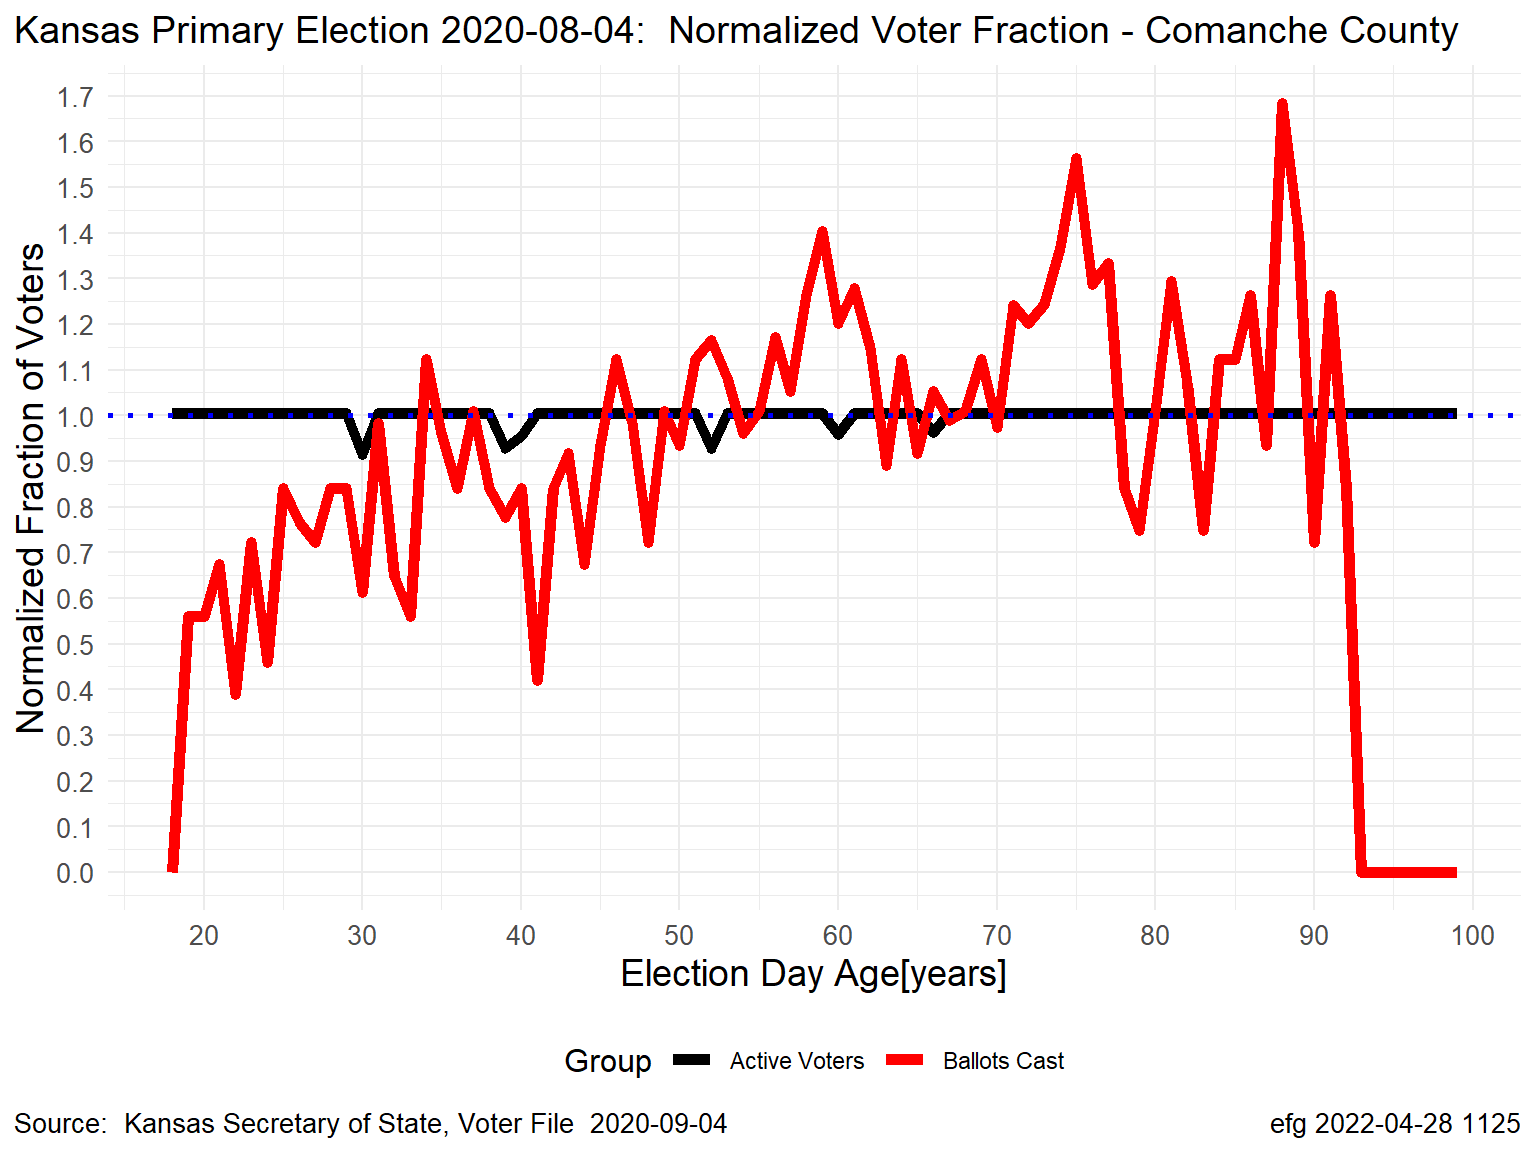 Kansas Primary Election 2020-08-04:  Normalized Voter Fraction - Comanche County
Normalized Fraction of Voters
1.7
1.6
1.5
1.4
1.3
1.2
1.1
1.0
0.9
0.8
0.7
0.6
0.5
0.4
0.3
0.2
0.1
0.0
20 30 40 50 60 70 80 90 100
Election Day Age[years]
Group Active Voters Ballots Cast
Source:  Kansas Secretary of State, Voter File  2020-09-04
efg 2022-04-28 1125